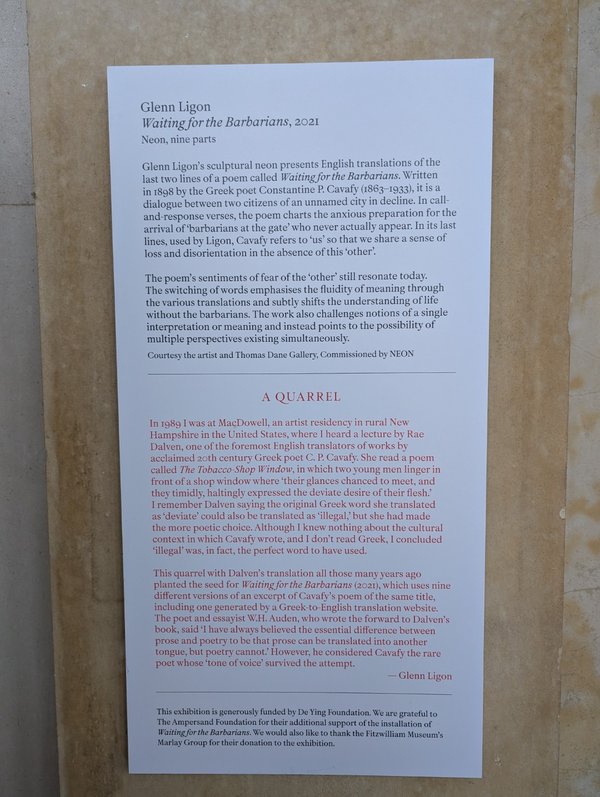 Glenn Ligon
Waiting for the Barbarians, 2021
Neon, nine parts
Glenn Ligon's sculptural neon presents English translations of the
last two lines of a poem called Waiting for the Barbarians. Written
in 1898 by the Greek poet Constantine P. Cavafy (1863–1933), it is a
dialogue between two citizens of an unnamed city in decline. In call-
and-response verses, the poem charts the anxious preparation for the
arrival of 'barbarians at the gate' who never actually appear. In its last
lines, used by Ligon, Cavafy refers to 'us' so that we share a sense of
loss and disorientation in the absence of this 'other'.
The poem's sentiments of fear of the 'other' still resonate today.
The switching of words emphasises the fluidity of meaning through
the various translations and subtly shifts the understanding of life
without the barbarians. The work also challenges notions of a single
interpretation or meaning and instead points to the possibility of
multiple perspectives existing simultaneously.
Courtesy the artist and Thomas Dane Gallery, Commissioned by NEON
A QUARREL
In 1989 I was at MacDowell, an artist residency in rural New
Hampshire in the United States, where I heard a lecture by Rae
Dalven, one of the foremost English translators of works by
acclaimed 20th century Greek poet C. P. Cavafy. She read a poem
called The Tobacco-Shop Window, in which two young men linger in
front of a shop window where 'their glances chanced to meet, and
they timidly, haltingly expressed the deviate desire of their flesh.'
I remember Dalven saying the original Greek word she translated
as 'deviate' could also be translated as 'illegal,' but she had made
the more poetic choice. Although I knew nothing about the cultural
context in which Cavafy wrote, and I don't read Greek, I concluded
'illegal' was, in fact, the perfect word to have used.
This quarrel with Dalven's translation all those many years ago
planted the seed for Waiting for the Barbarians (2021), which uses nine
different versions of an excerpt of Cavafy's poem of the same title,
including one generated by a Greek-to-English translation website.
The poet and essayist W.H. Auden, who wrote the forward to Dalven's
book, said 'I have always believed the essential difference between
prose and poetry to be that prose can be translated into another
tongue, but poetry cannot.' However, he considered Cavafy the rare
poet whose 'tone of voice' survived the attempt.
— Glenn Ligon
This exhibition is generously funded by De Ying Foundation. We are grateful to
The Ampersand Foundation for their additional support of the installation of
Waiting for the Barbarians. We would also like to thank the Fitzwilliam Museum's
Marlay Group for their donation to the exhibition.